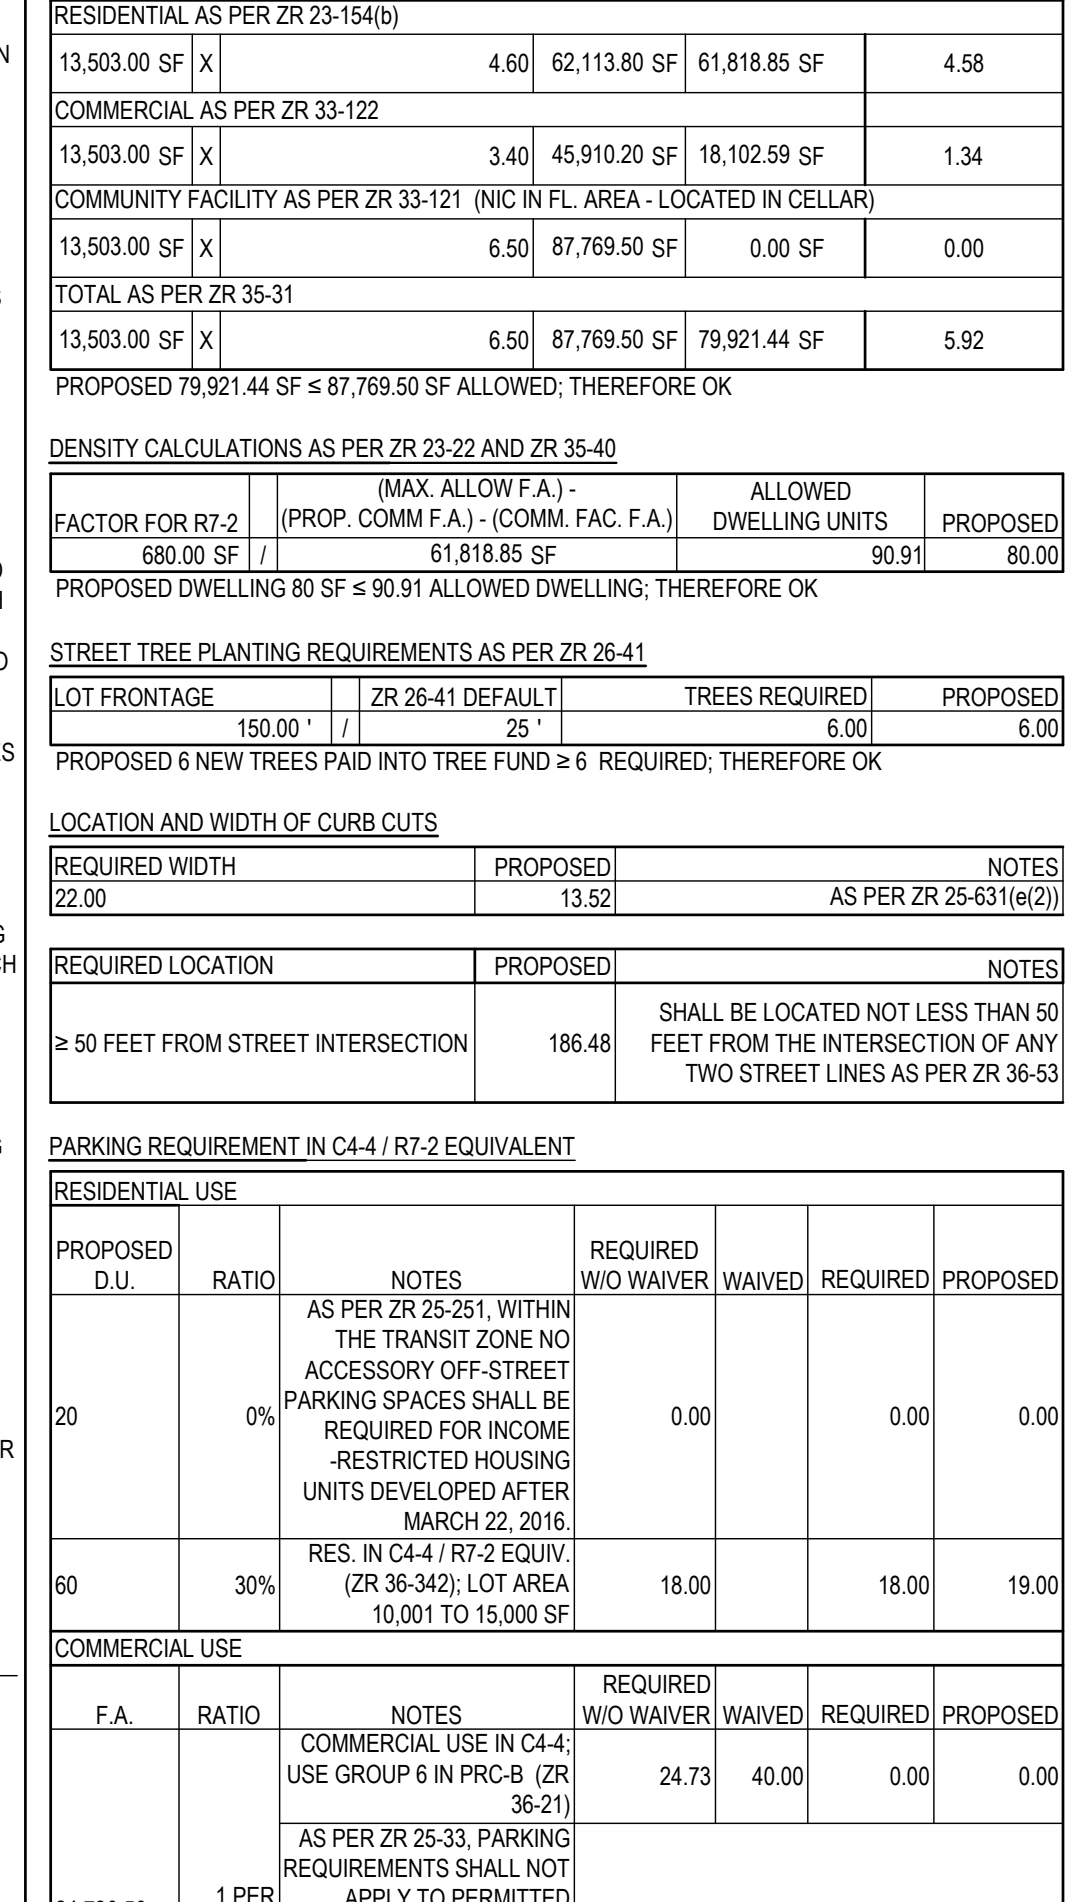 RESIDENTIAL AS PER ZR 23-154(b)
13,503.00 SF X 4.60 62,113.80 SF 61,818.85 SF 4.58
COMMERCIAL AS PER ZR 33-122
13,503.00 SF X 3.40 45,910.20 SF 18,102.59 SF 1.34
COMMUNITY FACILITY AS PER ZR 33-121 (NIC IN FL. AREA - LOCATED IN CELLAR)
13,503.00 SF X 6.50 87,769.50 SF 0.00 SF 0.00
TOTAL AS PER ZR 35-31
13,503.00 SF X 6.50 87,769.50 SF 79,921.44 SF 5.92
PROPOSED 79,921.44 SF ≤ 87,769.50 SF ALLOWED; THEREFORE OK
DENSITY CALCULATIONS AS PER ZR 23-22 AND ZR 35-40
FACTOR FOR R7-2
(MAX. ALLOW F.A.) -
(PROP. COMM F.A.) - (COMM. FAC. F.A.)
ALLOWED
DWELLING UNITS
PROPOSED
680.00 SF / 61,818.85 SF 90.91 80.00
PROPOSED DWELLING 80 SF ≤ 90.91 ALLOWED DWELLING; THEREFORE OK
STREET TREE PLANTING REQUIREMENTS AS PER ZR 26-41
LOT FRONTAGE ZR 26-41 DEFAULT TREES REQUIRED PROPOSED
150.00 ' / 25 ' 6.00 6.00
PROPOSED 6 NEW TREES PAID INTO TREE FUND ≥ 6 REQUIRED; THEREFORE OK
LOCATION AND WIDTH OF CURB CUTS
REQUIRED WIDTH PROPOSED NOTES
22.00 13.52 AS PER ZR 25-631(e(2))
REQUIRED LOCATION PROPOSED NOTES
≥ 50 FEET FROM STREET INTERSECTION
186.48
SHALL BE LOCATED NOT LESS THAN 50
FEET FROM THE INTERSECTION OF ANY
TWO STREET LINES AS PER ZR 36-53
PARKING REQUIREMENT IN C4-4 / R7-2 EQUIVALENT
RESIDENTIAL USE
PROPOSED
D.U.
RATIO
NOTES
REQUIRED
W/O WAIVER
WAIVED
REQUIRED
PROPOSED
20
0%
AS PER ZR 25-251, WITHIN
THE TRANSIT ZONE NO
ACCESSORY OFF-STREET
PARKING SPACES SHALL BE
REQUIRED FOR INCOME
-RESTRICTED HOUSING
UNITS DEVELOPED AFTER
MARCH 22, 2016.
0.00
0.00
0.00
60
30%
RES. IN C4-4 / R7-2 EQUIV.
(ZR 36-342); LOT AREA
10,001 TO 15,000 SF
18.00
18.00
19.00
COMMERCIAL USE
F.A.
RATIO
NOTES
REQUIRED
W/O WAIVER
WAIVED
REQUIRED
PROPOSED
COMMERCIAL USE IN C4-4;
USE GROUP 6 IN PRC-B (ZR
36-21)
24.73
40.00
0.00
0.00
AS PER ZR 25-33, PARKING
REQUIREMENTS SHALL NOT
APPLY TO PERMITTED
1 PER